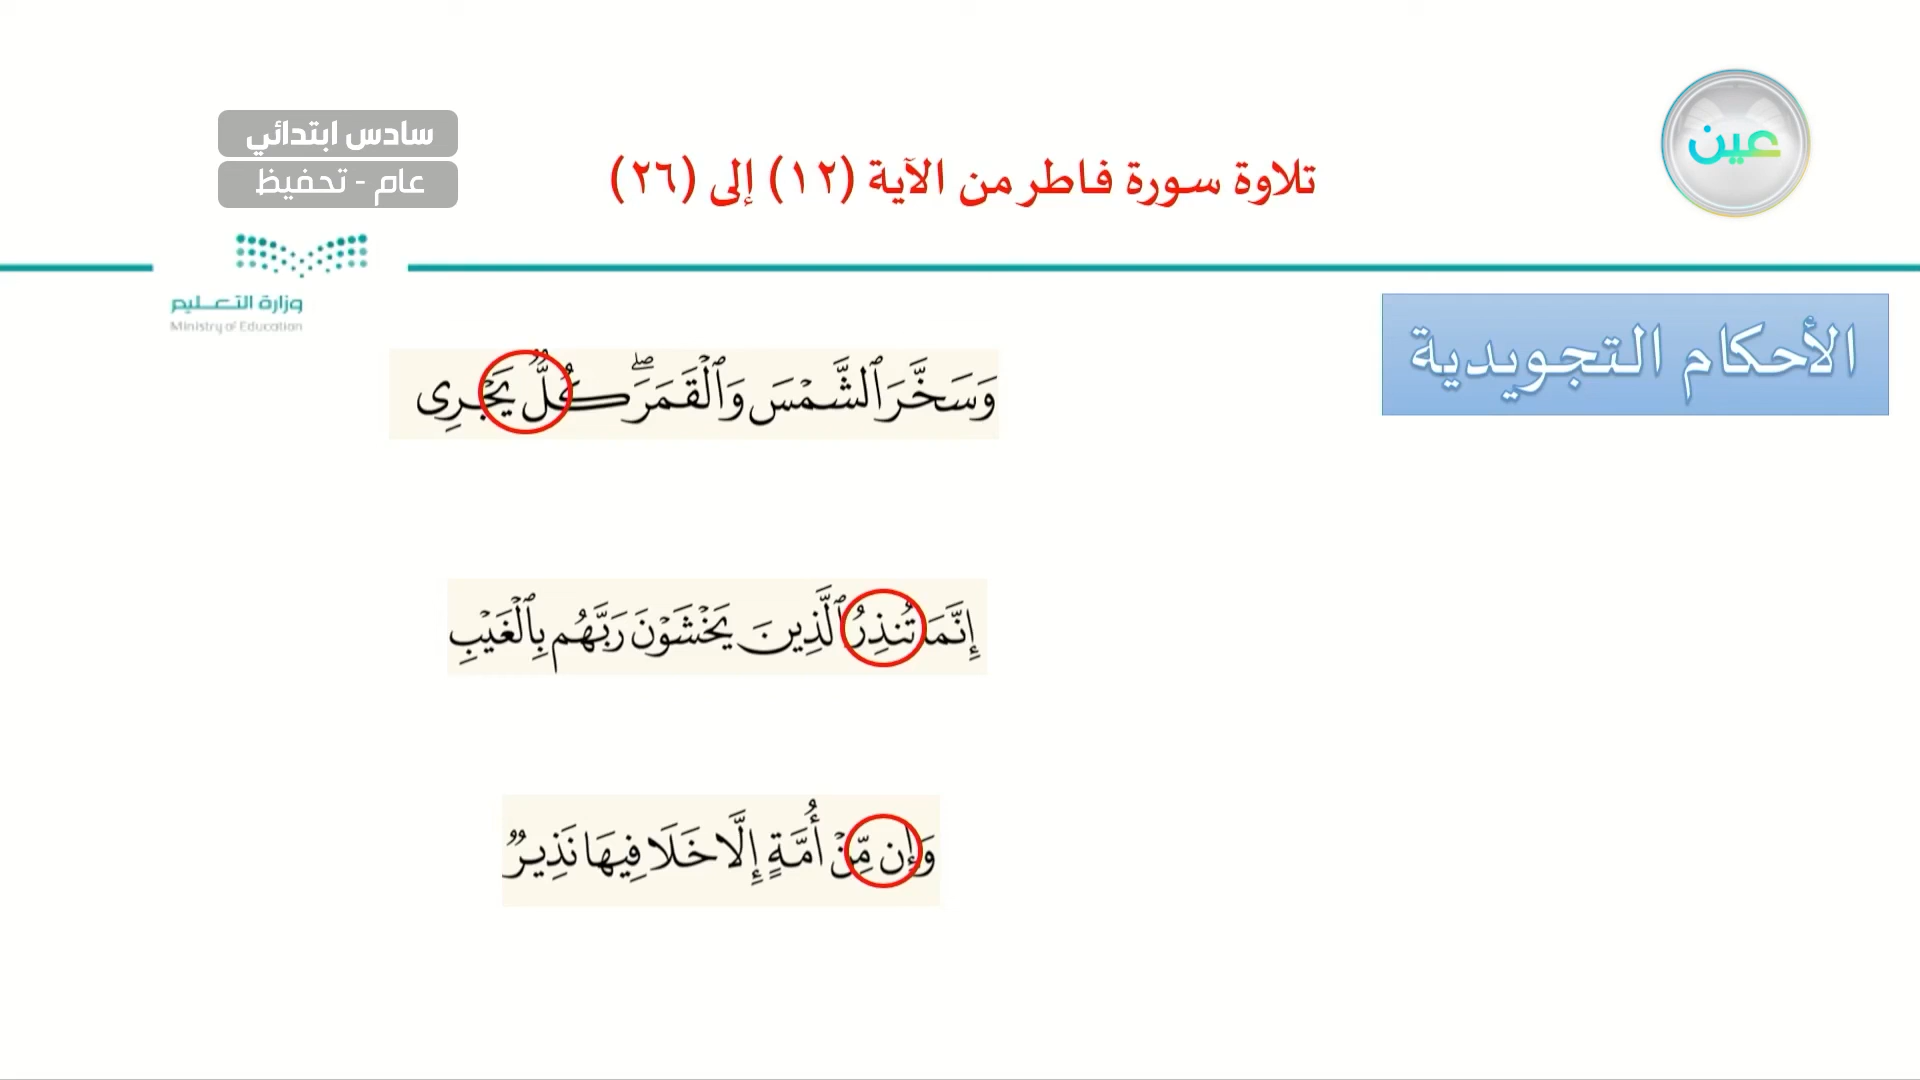 عين
سادس ابتدائي
عام - تحفيظ
تلاوة سورة فاطر من الآية (١٢) إلى (٢٦)
وزارة التعليم
Ministry of Education
الأحكام التجويدية
وَسَخَّرَ ٱلشَّمْسَ وَٱلْقَمَرَۖ كُلٌّ يَجْرِى
إِنَّمَا تُنذِرُ ٱلَّذِينَ يَخْشَوْنَ رَبَّهُم بِٱلْغَيْبِ
وَإِن مِّنْ أُمَّةٍ إِلَّا خَلَا فِيهَا نَذِيرٌ